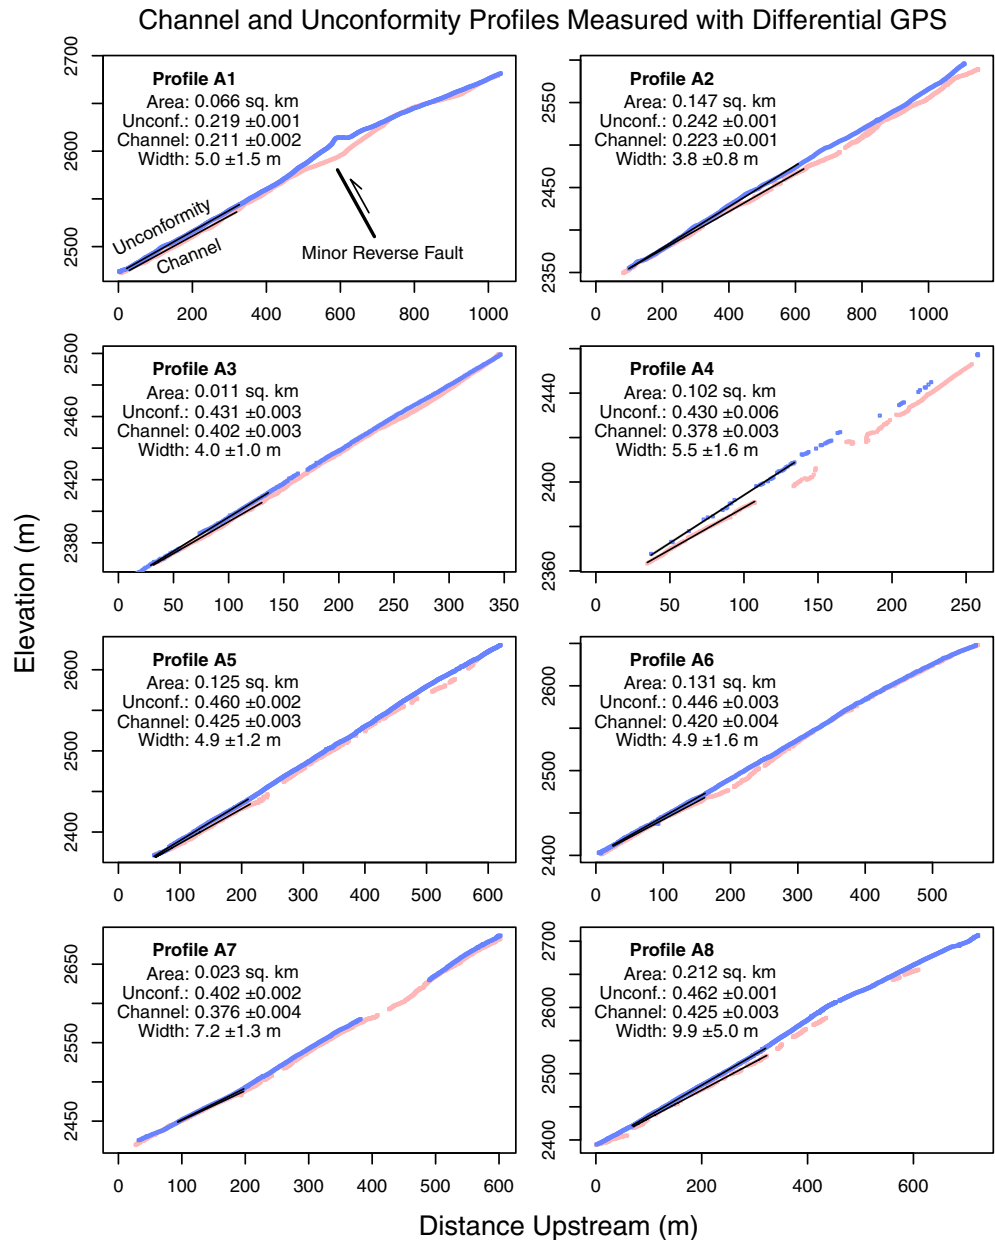 Channel and Unconformity Profiles Measured with Differential GPS
Elevation (m)
2700
2600
2500
Profile A1
Area: 0.066 sq. km
Unconf.: 0.219 ±0.001
Channel: 0.211 ±0.002
Width: 5.0 ±1.5 m
Unconformity
Channel
Minor Reverse Fault
0 200 400 600 800 1000
2550
2450
2350
Profile A2
Area: 0.147 sq. km
Unconf.: 0.242 ±0.001
Channel: 0.223 ±0.001
Width: 3.8 ±0.8 m
0 200 400 600 800 1000
2500
2460
2420
2380
Profile A3
Area: 0.011 sq. km
Unconf.: 0.431 ±0.003
Channel: 0.402 ±0.003
Width: 4.0 ±1.0 m
0 50 100 150 200 250 300 350
2440
2400
2360
Profile A4
Area: 0.102 sq. km
Unconf.: 0.430 ±0.006
Channel: 0.378 ±0.003
Width: 5.5 ±1.6 m
0 50 100 150 200 250
2600
2500
2400
Profile A5
Area: 0.125 sq. km
Unconf.: 0.460 ±0.002
Channel: 0.425 ±0.003
Width: 4.9 ±1.2 m
0 100 200 300 400 500 600
2600
2500
2400
Profile A6
Area: 0.131 sq. km
Unconf.: 0.446 ±0.003
Channel: 0.420 ±0.004
Width: 4.9 ±1.6 m
0 100 200 300 400 500
2650
2550
2450
Profile A7
Area: 0.023 sq. km
Unconf.: 0.402 ±0.002
Channel: 0.376 ±0.004
Width: 7.2 ±1.3 m
0 100 200 300 400 500 600
2700
2600
2500
2400
Profile A8
Area: 0.212 sq. km
Unconf.: 0.462 ±0.001
Channel: 0.425 ±0.003
Width: 9.9 ±5.0 m
0 200 400 600
Distance Upstream (m)